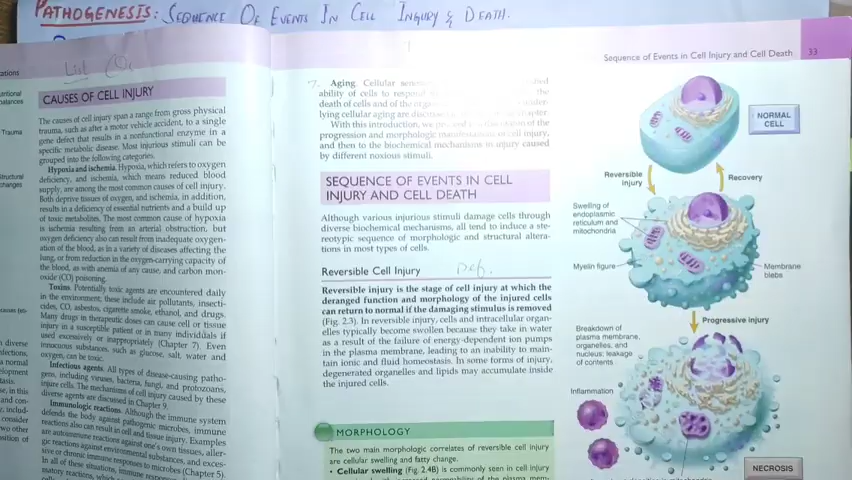 PATHOGENESIS: SEQUENCE OF EVENTS IN CELL INJURY & DEATH.
List
CAUSES OF CELL INJURY
The causes of cell injury span a range from gross physical
trauma, such as after a motor vehicle accident, to a single
gene defect that results in a nonfunctional enzyme in a
specific metabolic disease. Most injurious stimuli can be
grouped into the following categories.
Hypoxia and ischemia. Hypoxia, which refers to oxygen
deficiency, and ischemia, which means reduced blood
supply, are among the most common causes of cell injury.
Both deprive tissues of oxygen, and ischemia, in addition,
results in a deficiency of essential nutrients and a build up
of toxic metabolites. The most common cause of hypoxia
is ischemia resulting from an arterial obstruction, but
oxygen deficiency also can result from inadequate oxygen-
ation of the blood, as in a variety of diseases affecting the
lung, or from reduction in the oxygen-carrying capacity of
the blood, as with anemia of any cause, and carbon mon-
oxide (CO) poisoning.
Toxins. Potentially toxic agents are encountered daily
in the environment; these include air pollutants, insecti-
cides, CO, asbestos, cigarette smoke, ethanol, and drugs.
Many drugs in therapeutic doses can cause cell or tissue
injury in a susceptible patient or in many individuals if
used excessively or inappropriately (Chapter 7). Even
innocuous substances, such as glucose, salt, water and
oxygen, can be toxic.
Infectious agents. All types of disease-causing patho-
gens, including viruses, bacteria, fungi, and protozoans,
injure cells. The mechanisms of cell injury caused by these
diverse agents are discussed in Chapter 9.
Immunologic reactions. Although the immune system
defends the body against pathogenic microbes, immune
reactions also can result in cell and tissue injury. Examples
are autoimmune reactions against one's own tissues, aller-
gic reactions against environmental substances, and exces-
sive or chronic immune responses to microbes (Chapter 5).
In all of these situations, immune
7. Aging. Cellular
ability of cells to respond
death of cells and of the
lying cellular aging are
With this introduction, we
progression and morphologic
and then to the biochemical mechanisms in injury caused
by different noxious stimuli.
SEQUENCE OF EVENTS IN CELL
INJURY AND CELL DEATH
Although various injurious stimuli damage cells through
diverse biochemical mechanisms, all tend to induce a ste-
reotypic sequence of morphologic and structural altera-
tions in most types of cells.
Reversible Cell Injury Def.
Reversible injury is the stage of cell injury at which the
deranged function and morphology of the injured cells
can return to normal if the damaging stimulus is removed
(Fig. 2.3). In reversible injury, cells and intracellular organ-
elles typically become swollen because they take in water
as a result of the failure of energy-dependent ion pumps
in the plasma membrane, leading to an inability to main-
tain ionic and fluid homeostasis. In some forms of injury,
degenerated organelles and lipids may accumulate inside
the injured cells.
MORPHOLOGY
The two main morphologic correlates of reversible cell injury
are cellular swelling and fatty change.
• Cellular swelling (Fig. 2.4B) is commonly seen in cell injury
Sequence of Events in Cell Injury and Cell Death 33
NORMAL
CELL
Reversible
injury
Recovery
Swelling of
endoplasmic
reticulum and
mitochondria
Myelin figure
Membrane
blebs
Progressive injury
Breakdown of
plasma membrane,
organelles, and
nucleus; leakage
of contents
Inflammation
NECROSIS